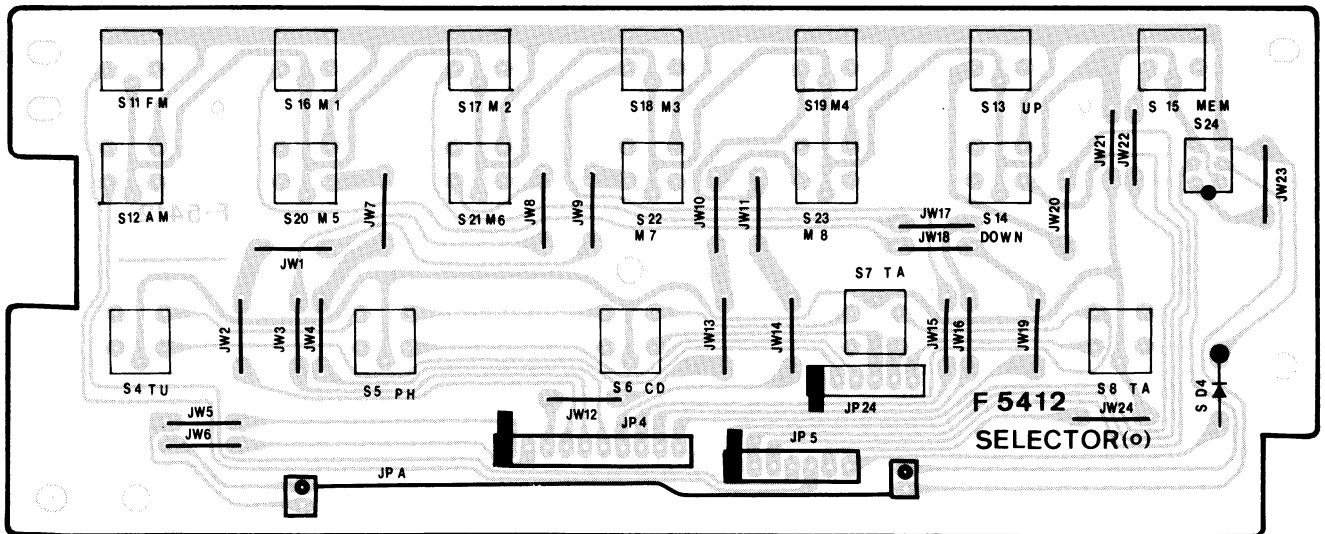 S11 FM
S16 M1
S17 M2
S18 M3
S19 M4
S13 UP
S 15 MEM
S24
JW21
JW22
JW23
S12 AM
S20 M5
JW7
S21 M6
JW8
JW9
S22
M7
JW10
JW11
S23
M8
JW17
JW18
S14
DOWN
JW20
JW1
S7 TA
JW2
JW3
JW4
JW13
JW14
JW15
JW16
JW19
S4 TU
S5 PH
S6 CD
S8 TA
S D4
JP24
F 5412
SELECTOR(o)
JW24
JW5
JW6
JW12
JP4
JP5
JP A